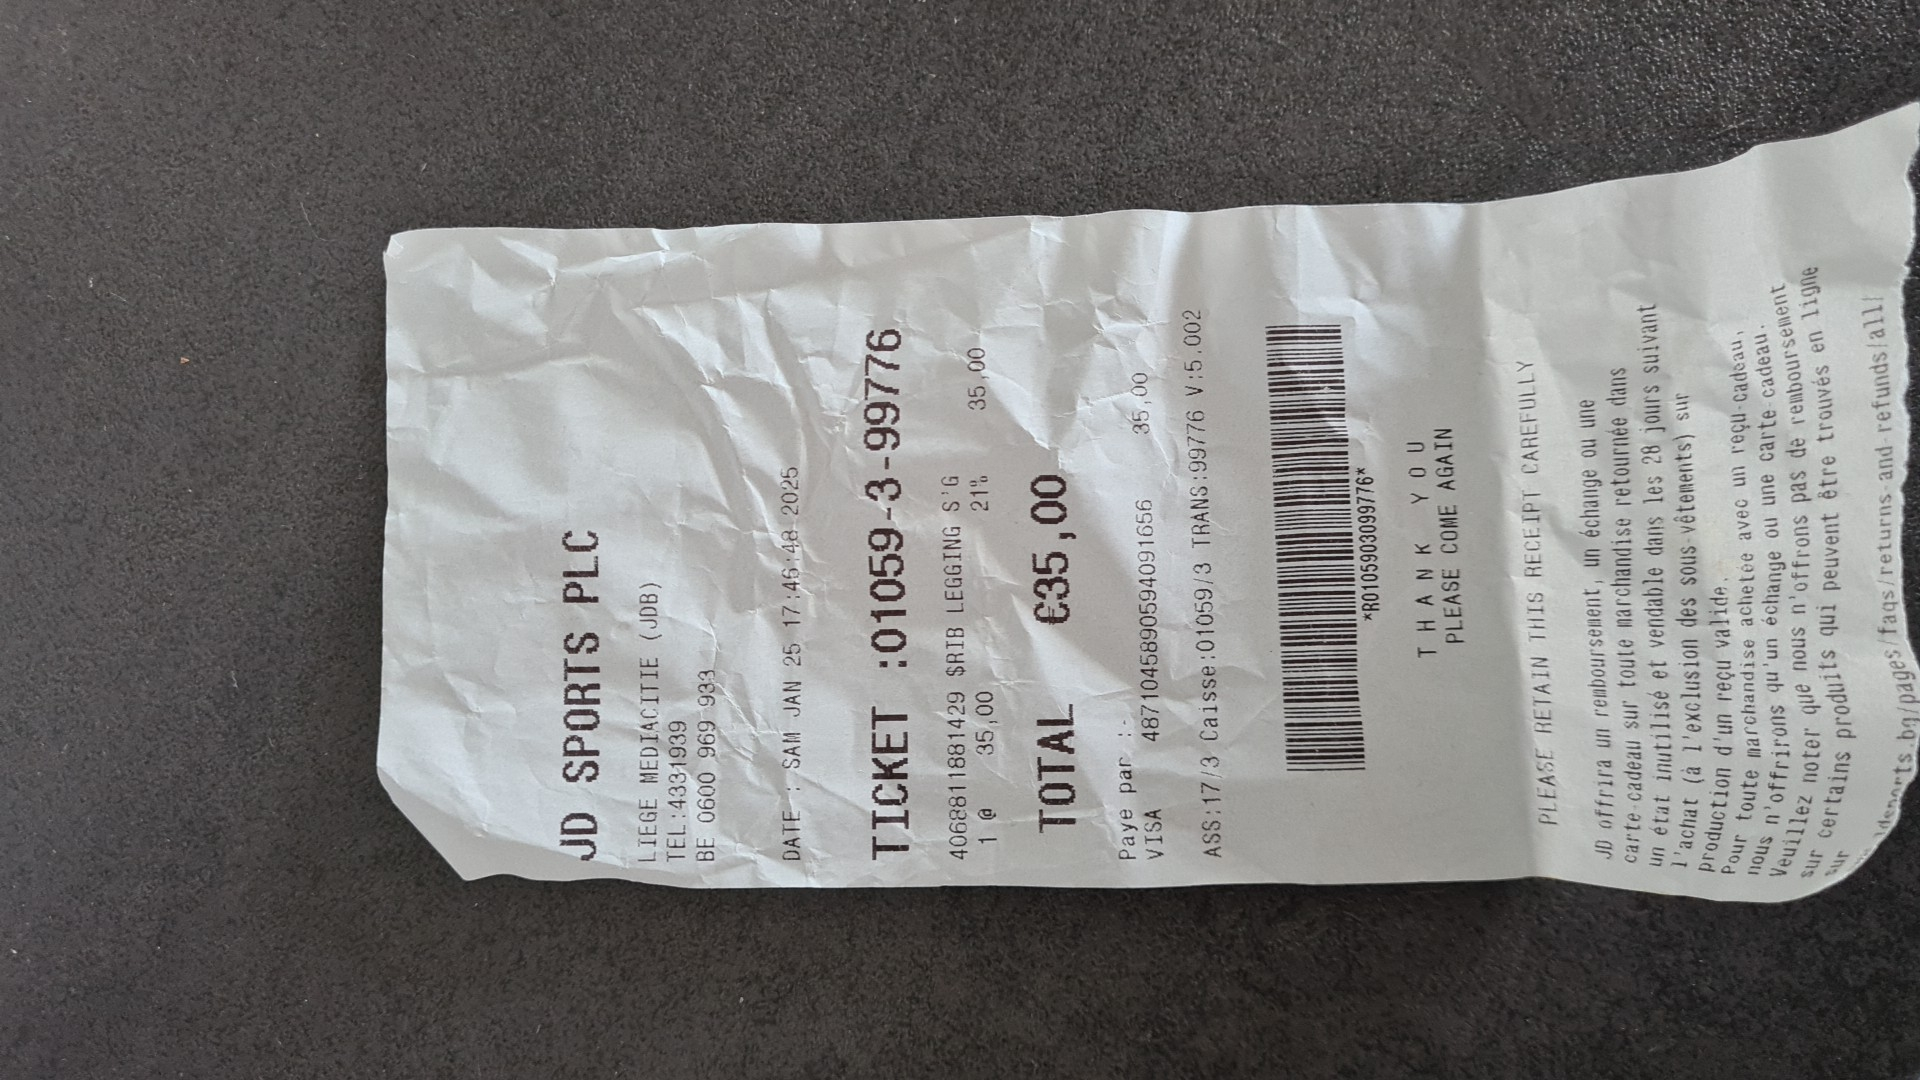 JD SPORTS PLC
LIEGE MEDIACITIE (JDB)
TEL:4331939
BE 0600 969 933
DATE : SAM JAN 25 17:46:48 2025
TICKET :01059-3-99776
4068811881429 $RIB LEGGING S'G
1 @ 35,00 21% 35,00
TOTAL €35,00
Paye par :-
VISA 4871045890594091656 35,00
ASS:17/3 Caisse:01059/3 TRANS:99776 V:5.002
*R0105903099776*
T H A N K Y O U
PLEASE COME AGAIN
PLEASE RETAIN THIS RECEIPT CAREFULLY
JD offrira un remboursement, un échange ou une
carte-cadeau sur toute marchandise retournée dans
un état inutilisé et vendable dans les 28 jours suivant
l'achat (à l'exclusion des sous-vêtements) sur
production d'un reçu valide.
Pour toute marchandise achetée avec un reçu-cadeau,
nous n'offrirons qu'un échange ou une carte-cadeau.
Veuillez noter que nous n'offrons pas de remboursement
sur certains produits qui peuvent être trouvés en ligne
sur